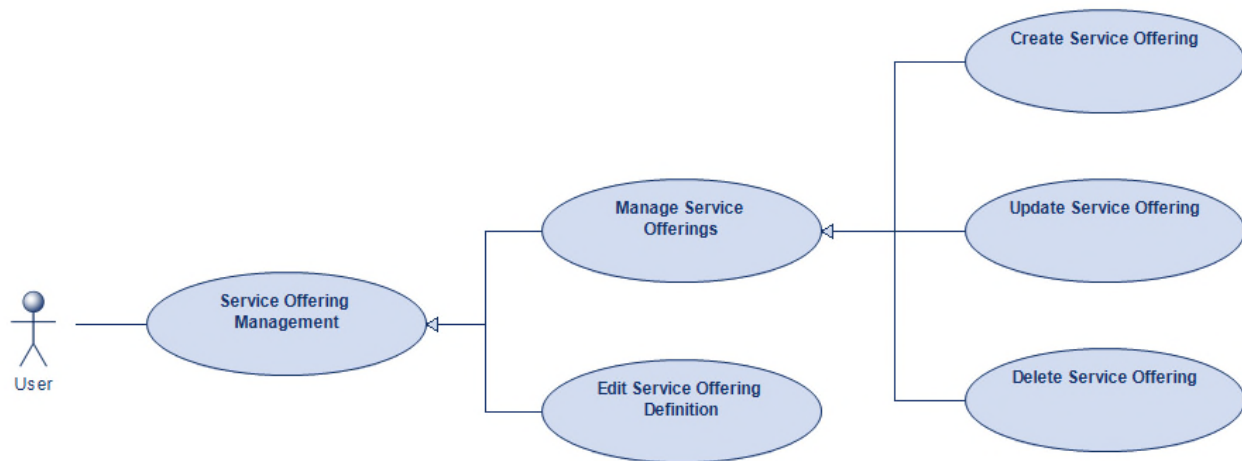 Create Service Offering
Manage Service
Offerings
Update Service Offering
Service Offering
Management
User
Edit Service Offering
Definition
Delete Service Offering